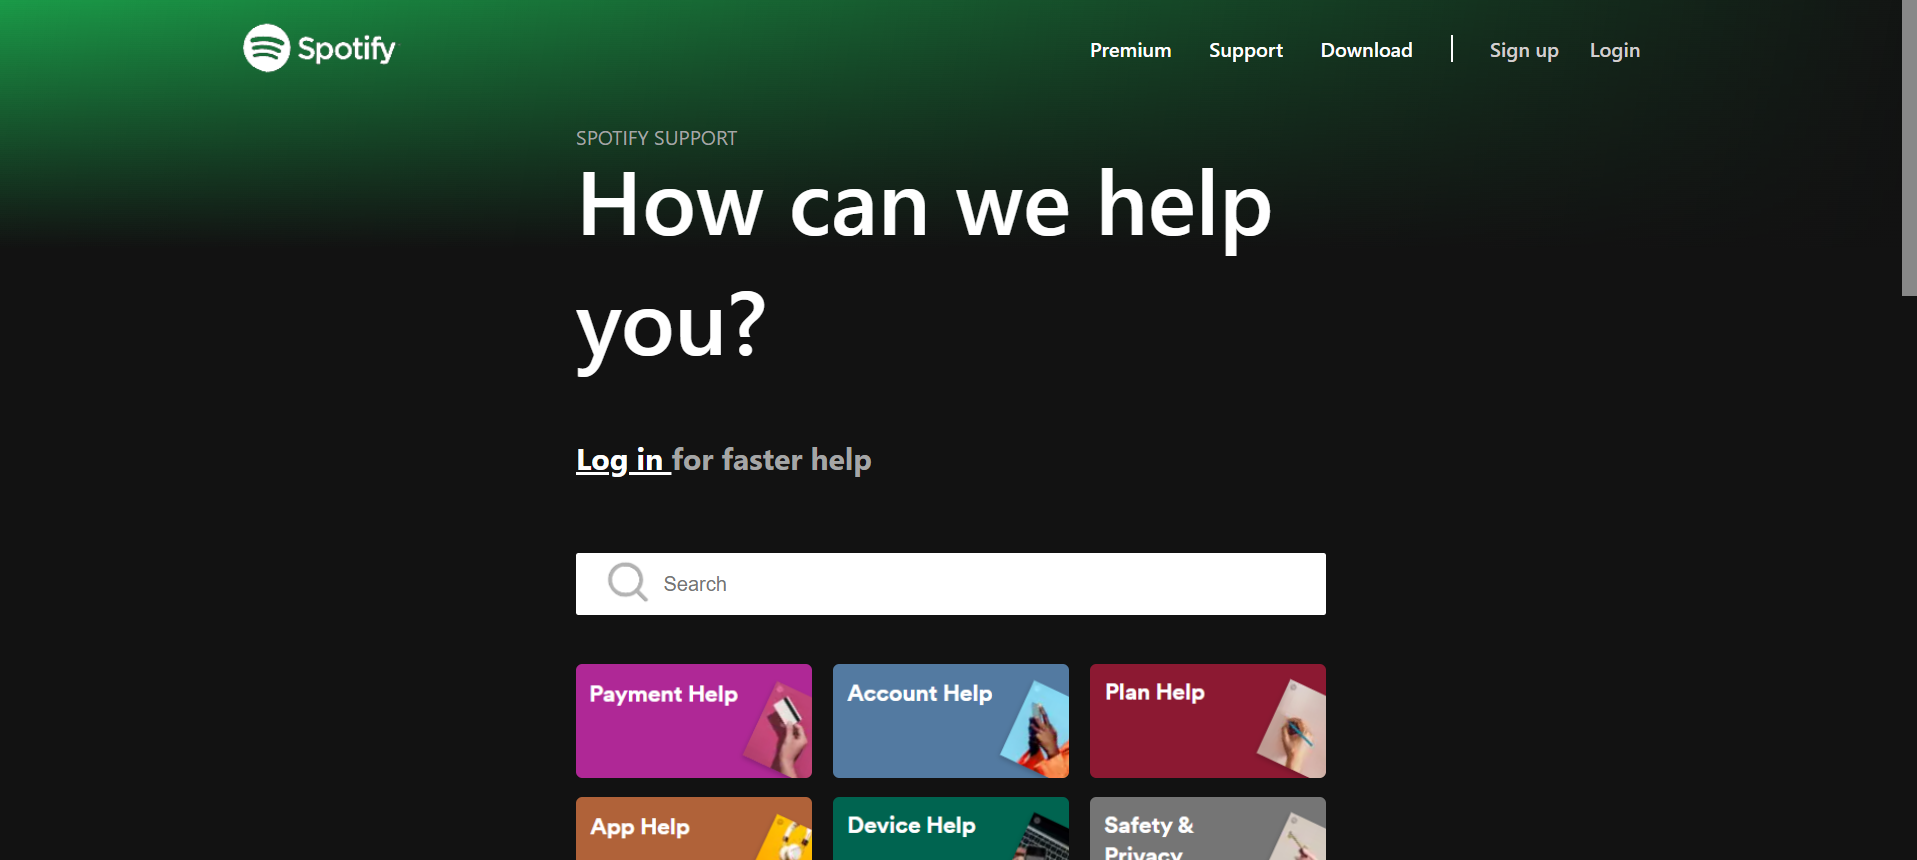 Spotify
Premium Support Download Sign up Login
SPOTIFY SUPPORT
How can we help
you?
Log in for faster help
Search
Payment Help
Account Help
Plan Help
App Help
Device Help
Safety &
Privacy